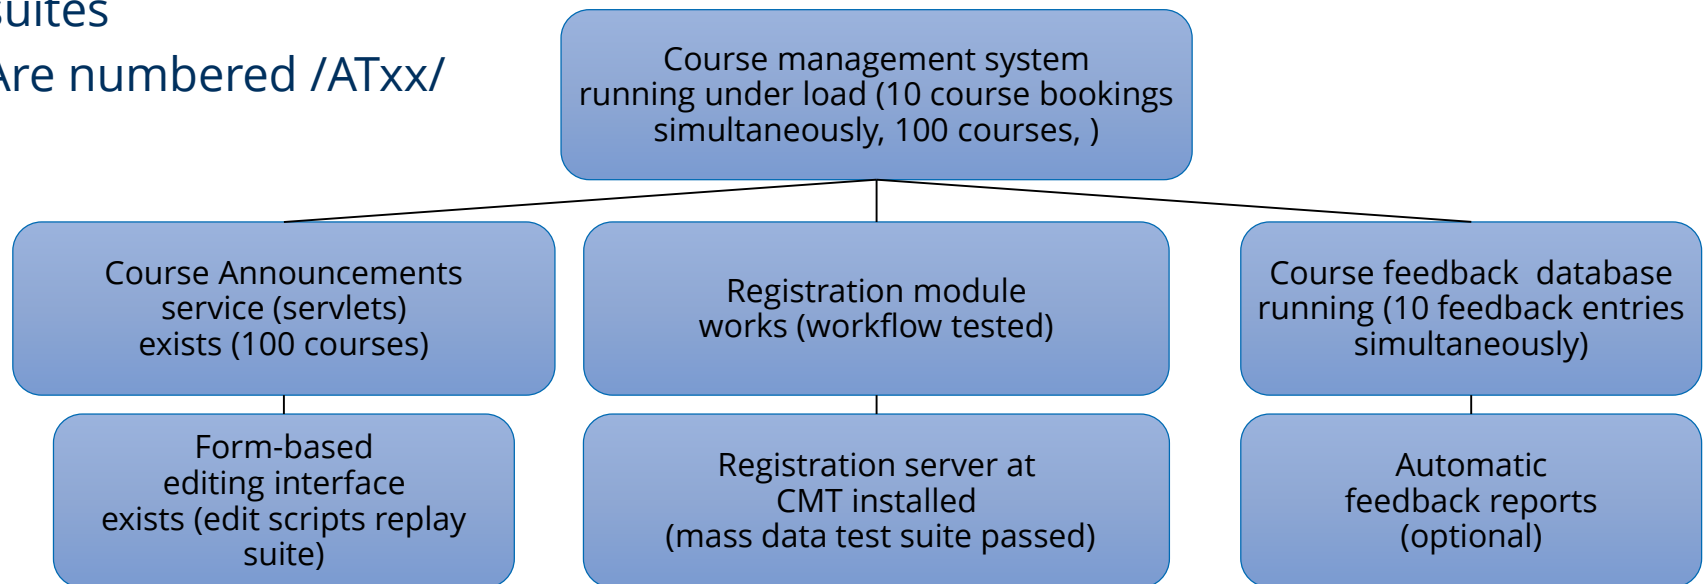 suites
Are numbered /ATxx/
Course management system
running under load (10 course bookings
simultaneously, 100 courses, )
Course Announcements
service (servlets)
exists (100 courses)
Registration module
works (workflow tested)
Course feedback  database
running (10 feedback entries
simultaneously)
Form-based
editing interface
exists (edit scripts replay
suite)
Registration server at
CMT installed
(mass data test suite passed)
Automatic
feedback reports
(optional)